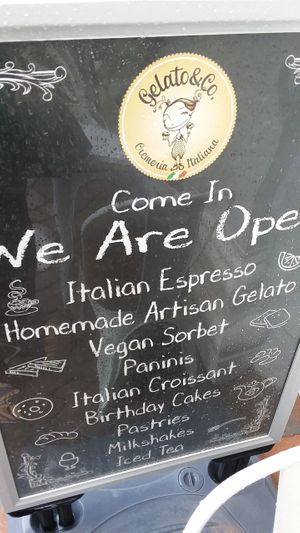 Gelato&Co.
Cremeria Italiana
Come In
We Are Ope
Italian Espresso
Homemade Artisan Gelato
Vegan Sorbet
Paninis
Italian Croissant
Birthday Cakes
Pastries
Milkshakes
Iced Tea